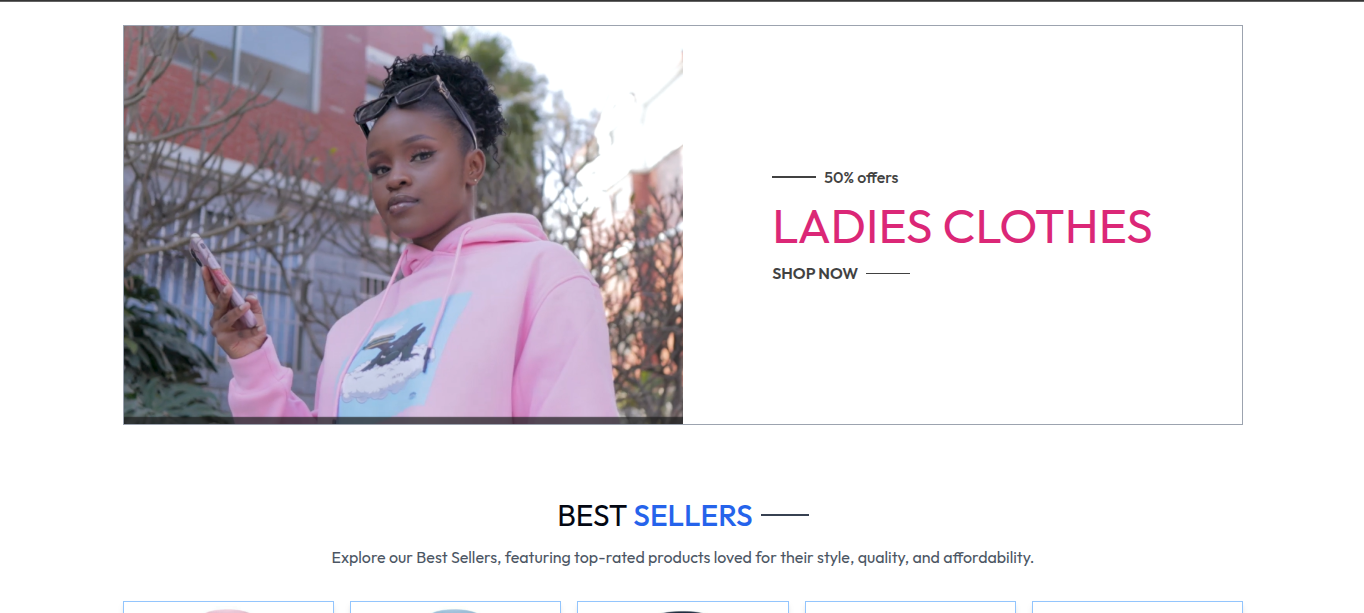 50% offers
LADIES CLOTHES
SHOP NOW
BEST SELLERS
Explore our Best Sellers, featuring top-rated products loved for their style, quality, and affordability.